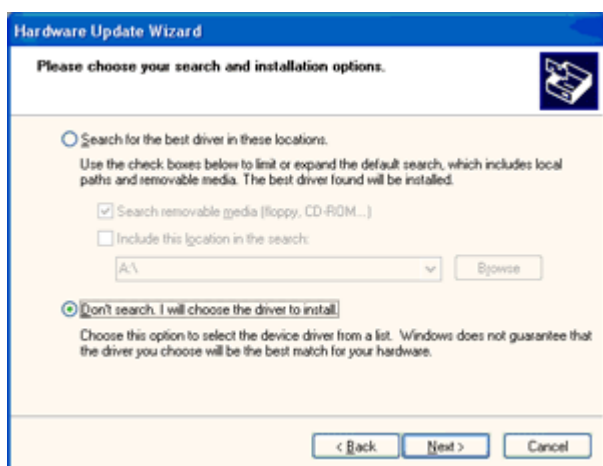 Hardware Update Wizard
Please choose your search and installation options.
Search for the best driver in these locations.
Use the check boxes below to limit or expand the default search, which includes local
paths and removable media. The best driver found will be installed.
Search removable media (floppy, CD-ROM...)
Include this location in the search:
A:\
Browse
Don't search. I will choose the driver to install.
Choose this option to select the device driver from a list. Windows does not guarantee that
the driver you choose will be the best match for your hardware.
< Back Next > Cancel